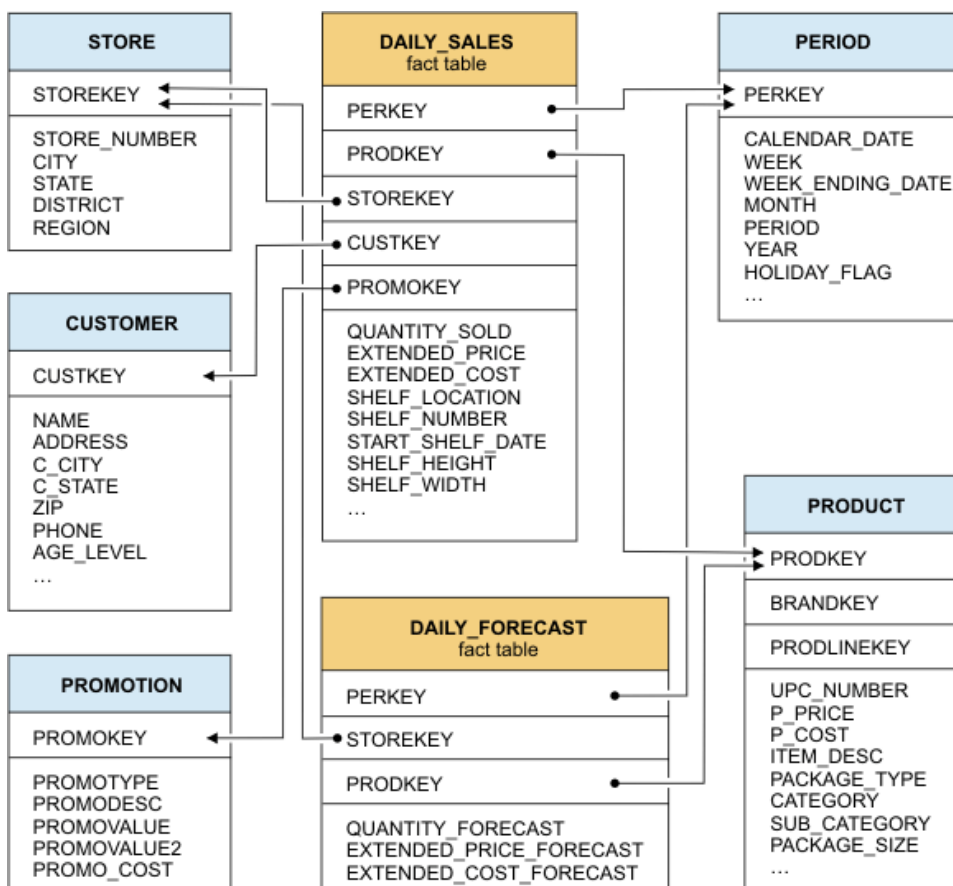 STORE
STOREKEY
STORE_NUMBER
CITY
STATE
DISTRICT
REGION
CUSTOMER
CUSTKEY
NAME
ADDRESS
C_CITY
C_STATE
ZIP
PHONE
AGE_LEVEL
…
PROMOTION
PROMOKEY
PROMOTYPE
PROMODESC
PROMOVALUE
PROMOVALUE2
PROMO_COST
DAILY_SALES
fact table
PERKEY
PRODKEY
STOREKEY
CUSTKEY
PROMOKEY
QUANTITY_SOLD
EXTENDED_PRICE
EXTENDED_COST
SHELF_LOCATION
SHELF_NUMBER
START_SHELF_DATE
SHELF_HEIGHT
SHELF_WIDTH
…
DAILY_FORECAST
fact table
PERKEY
STOREKEY
PRODKEY
QUANTITY_FORECAST
EXTENDED_PRICE_FORECAST
EXTENDED_COST_FORECAST
PERIOD
PERKEY
CALENDAR_DATE
WEEK
WEEK_ENDING_DATE
MONTH
PERIOD
YEAR
HOLIDAY_FLAG
…
PRODUCT
PRODKEY
BRANDKEY
PRODLINEKEY
UPC_NUMBER
P_PRICE
P_COST
ITEM_DESC
PACKAGE_TYPE
CATEGORY
SUB_CATEGORY
PACKAGE_SIZE
…